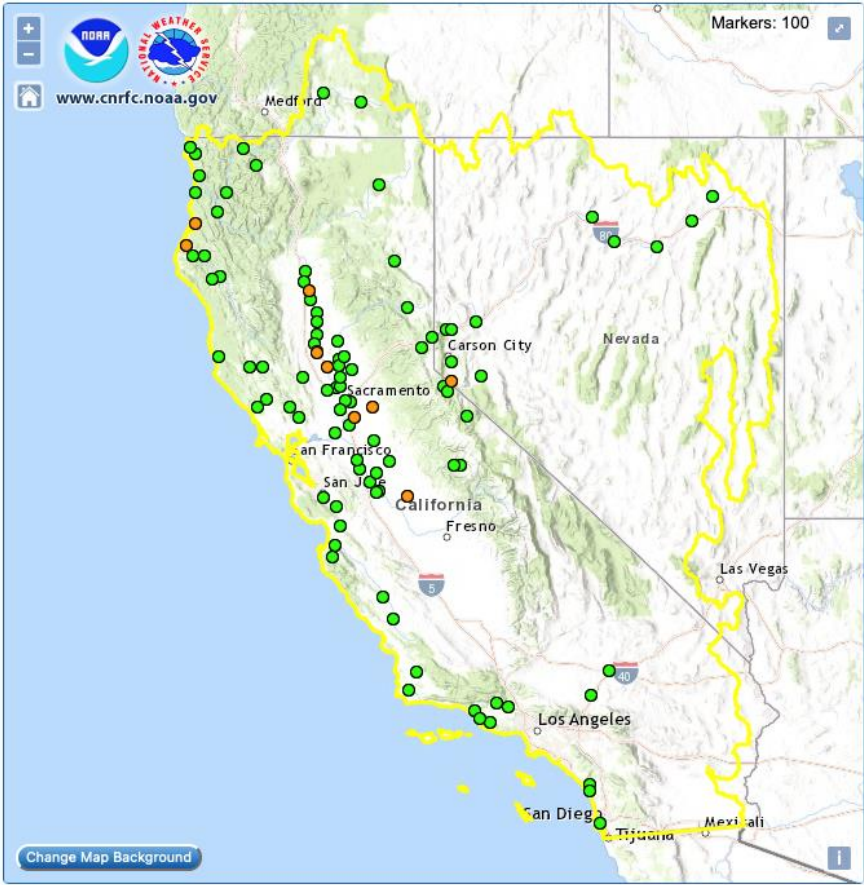 +
−
NOAA
NATIONAL WEATHER SERVICE
www.cnrfc.noaa.gov
Markers: 100
Medford
80
Carson City
Nevada
Sacramento
an Francisco
San Jose
California
Fresno
5
Las Vegas
40
Los Angeles
San Diego
Tijuana
Mexicali
Change Map Background
i